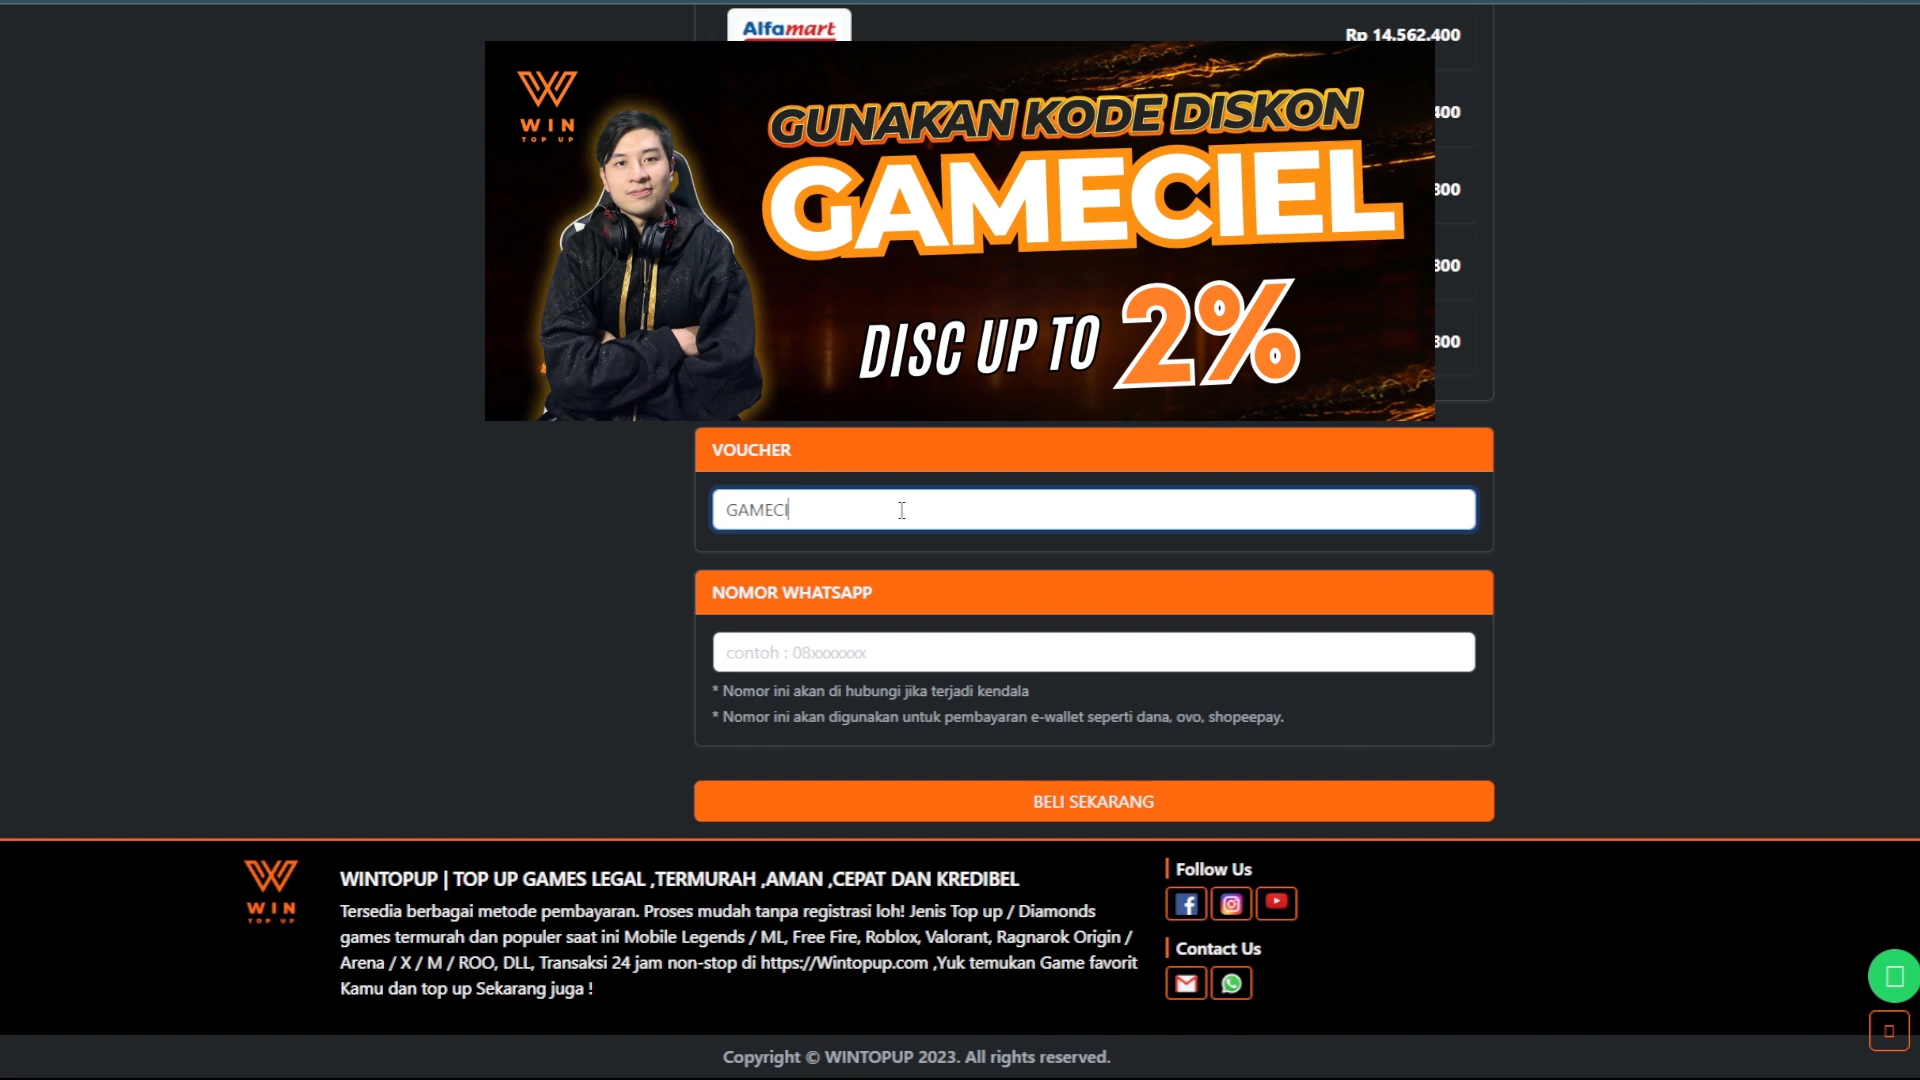 Alfamart
Rp 14.562.400
WIN
TOP UP
GUNAKAN KODE DISKON
GAMECIEL
DISC UP TO 2%
400
300
300
300
VOUCHER
GAMECI
NOMOR WHATSAPP
contoh : 08xxxxxxx
* Nomor ini akan di hubungi jika terjadi kendala
* Nomor ini akan digunakan untuk pembayaran e-wallet seperti dana, ovo, shopeepay.
BELI SEKARANG
WIN
TOP UP
WINTOPUP | TOP UP GAMES LEGAL ,TERMURAH ,AMAN ,CEPAT DAN KREDIBEL
Tersedia berbagai metode pembayaran. Proses mudah tanpa registrasi loh! Jenis Top up / Diamonds
games termurah dan populer saat ini Mobile Legends / ML, Free Fire, Roblox, Valorant, Ragnarok Origin /
Arena / X / M / ROO, DLL, Transaksi 24 jam non-stop di https://Wintopup.com ,Yuk temukan Game favorit
Kamu dan top up Sekarang juga !
Follow Us
Contact Us
Copyright © WINTOPUP 2023. All rights reserved.